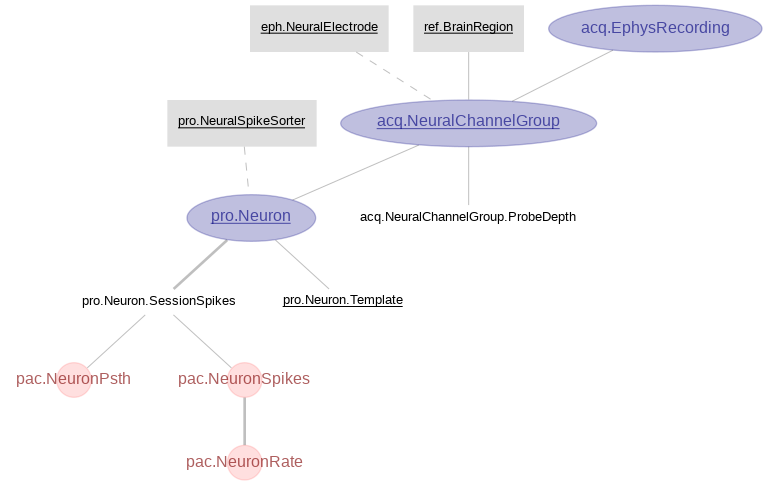 eph.NeuralElectrode
ref.BrainRegion
acq.EphysRecording
pro.NeuralSpikeSorter
acq.NeuralChannelGroup
pro.Neuron
acq.NeuralChannelGroup.ProbeDepth
pro.Neuron.SessionSpikes
pro.Neuron.Template
pac.NeuronPsth
pac.NeuronSpikes
pac.NeuronRate